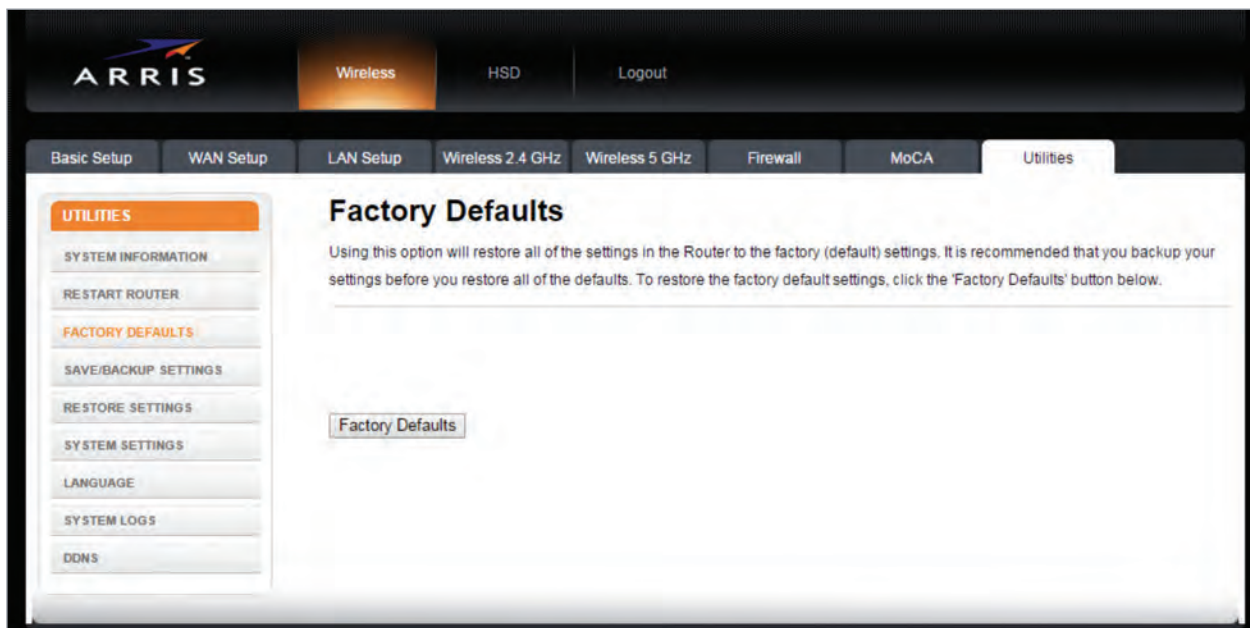 ARRIS
Wireless
HSD
Logout
Basic Setup
WAN Setup
LAN Setup
Wireless 2.4 GHz
Wireless 5 GHz
Firewall
MoCA
Utilities
UTILITIES
SYSTEM INFORMATION
RESTART ROUTER
FACTORY DEFAULTS
SAVE/BACKUP SETTINGS
RESTORE SETTINGS
SYSTEM SETTINGS
LANGUAGE
SYSTEM LOGS
DDNS
Factory Defaults
Using this option will restore all of the settings in the Router to the factory (default) settings. It is recommended that you backup your
settings before you restore all of the defaults. To restore the factory default settings, click the 'Factory Defaults' button below.
Factory Defaults